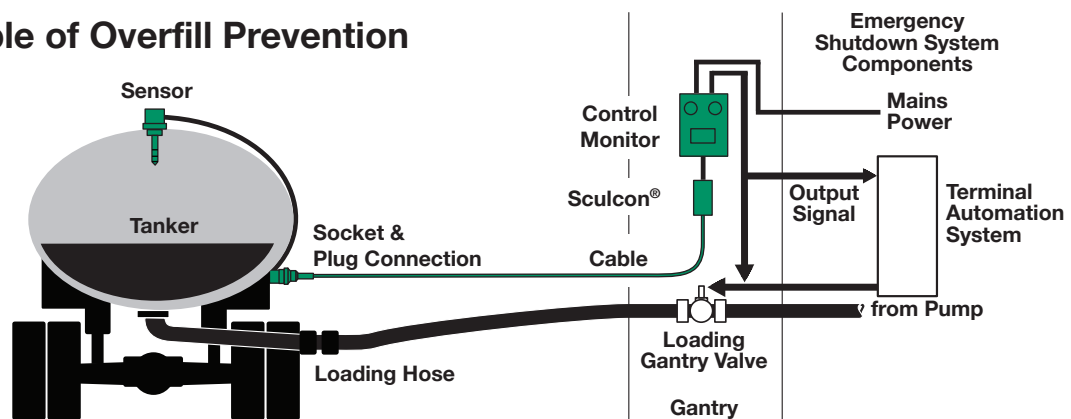 of Overfill Prevention
Emergency
Shutdown System
Components
Sensor
Control
Monitor
Mains
Power
Sculcon®
Output
Signal
Terminal
Automation
System
Tanker
Socket &
Plug Connection
Cable
from Pump
Loading
Gantry Valve
Loading Hose
Gantry